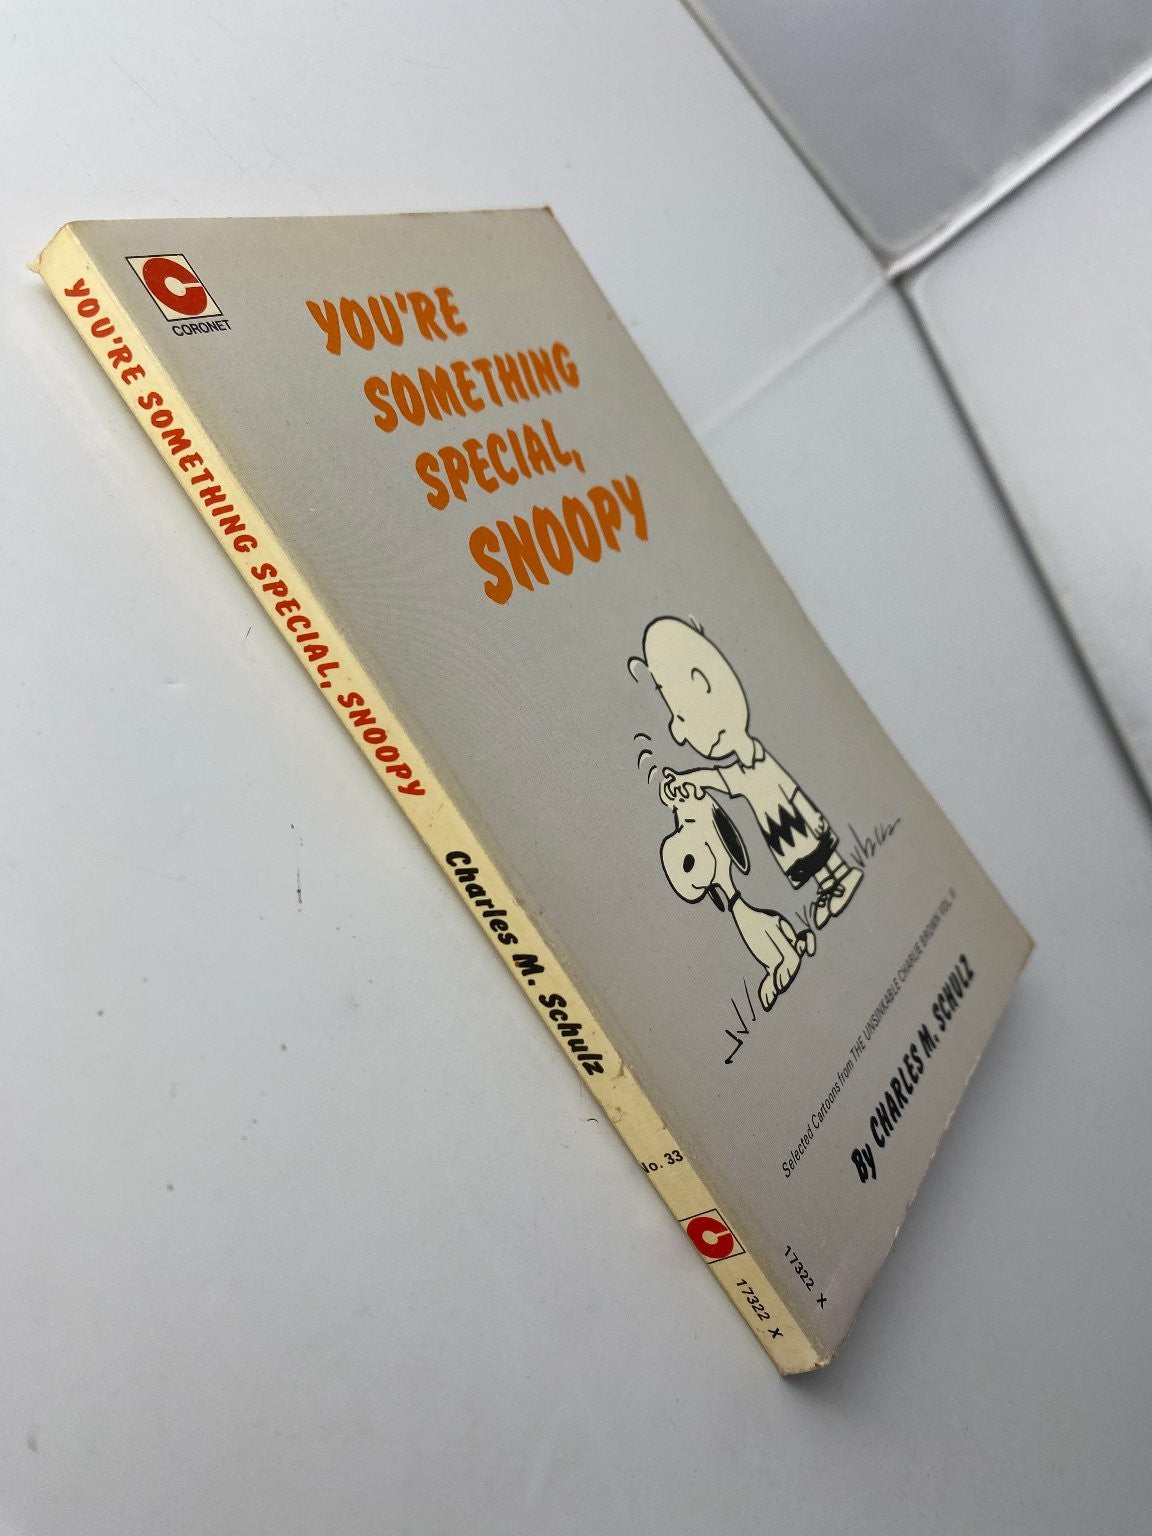 CORONET
YOU'RE
SOMETHING
SPECIAL,
SNOOPY
Selected Cartoons from THE UNSINKABLE CHARLIE BROWN VOL. II
By CHARLES M. SCHULZ
17322 X
YOU'RE SOMETHING SPECIAL, SNOOPY Charles M. Schulz No. 33 17322 X